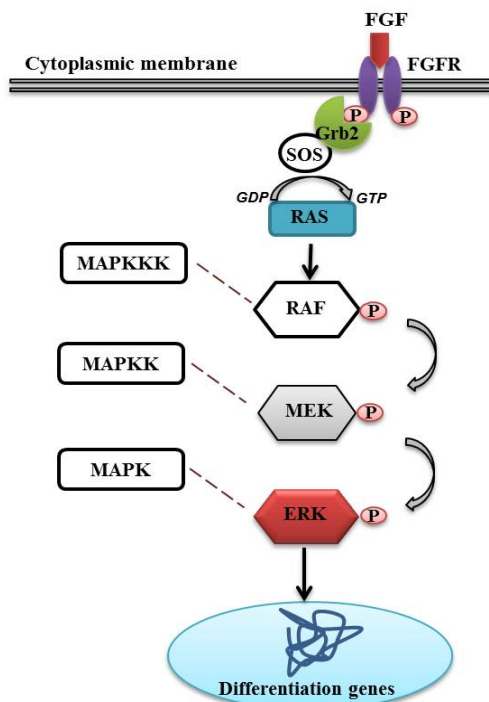 FGF
Cytoplasmic membrane
FGFR
P
P
Grb2
SOS
GDP
GTP
RAS
MAPKKK
RAF
P
MAPKK
MEK
P
MAPK
ERK
P
Differentiation genes